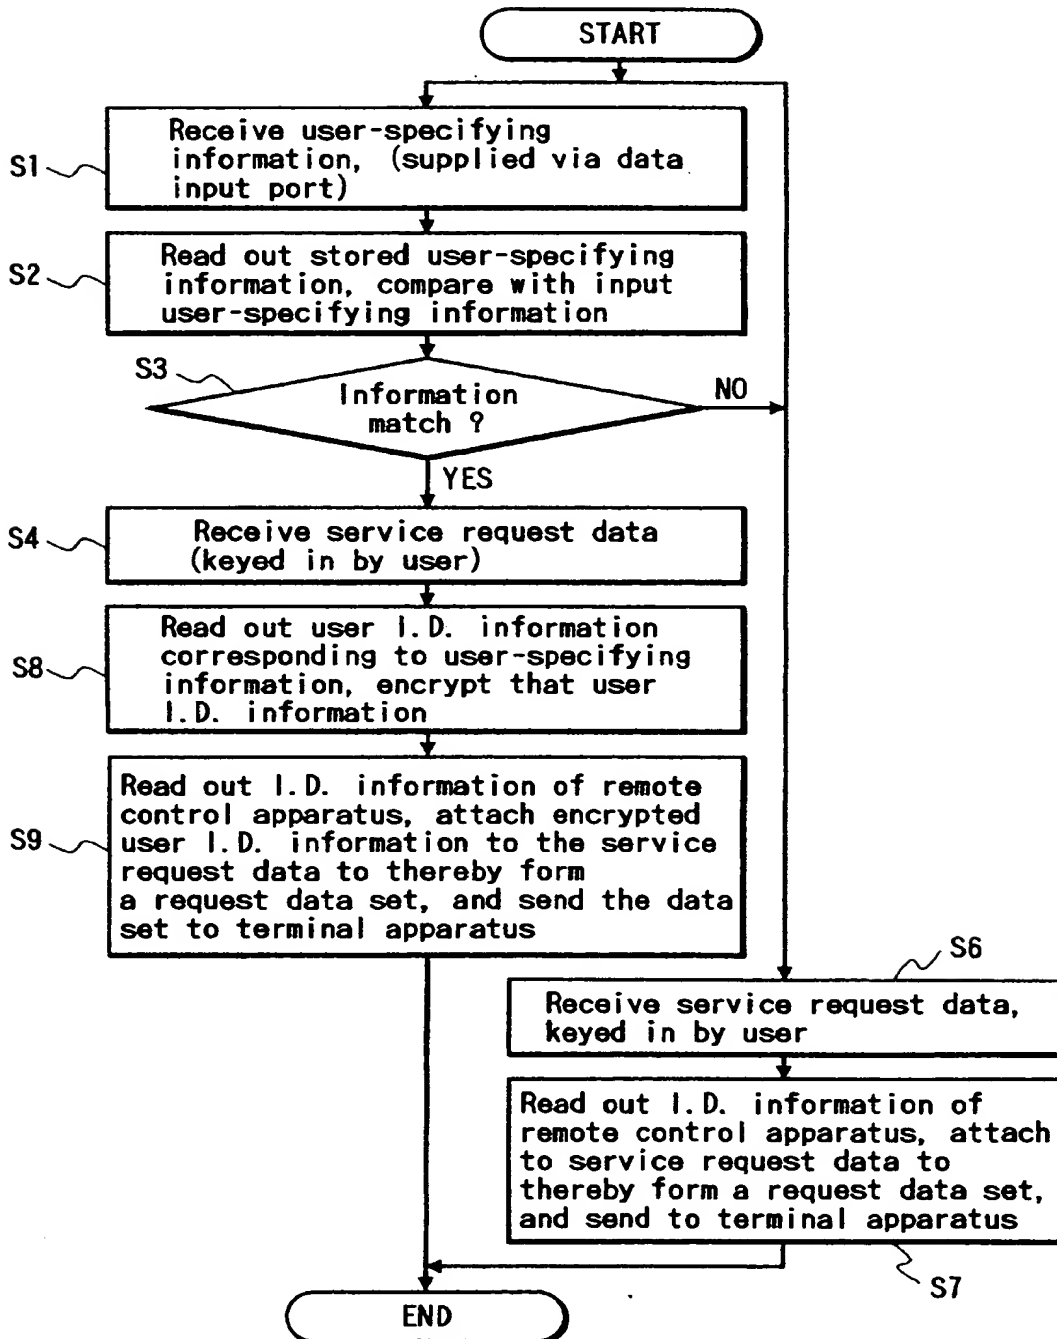 START
S1
Receive user-specifying
information, (supplied via data
input port)
S2
Read out stored user-specifying
information, compare with input
user-specifying information
S3
Information
match ?
NO
YES
S4
Receive service request data
(keyed in by user)
S8
Read out user I.D. information
corresponding to user-specifying
information, encrypt that user
I.D. information
S9
Read out I.D. information of remote
control apparatus, attach encrypted
user I.D. information to the service
request data to thereby form
a request data set, and send the data
set to terminal apparatus
S6
Receive service request data,
keyed in by user
Read out I.D. information of
remote control apparatus, attach
to service request data to
thereby form a request data set,
and send to terminal apparatus
S7
END